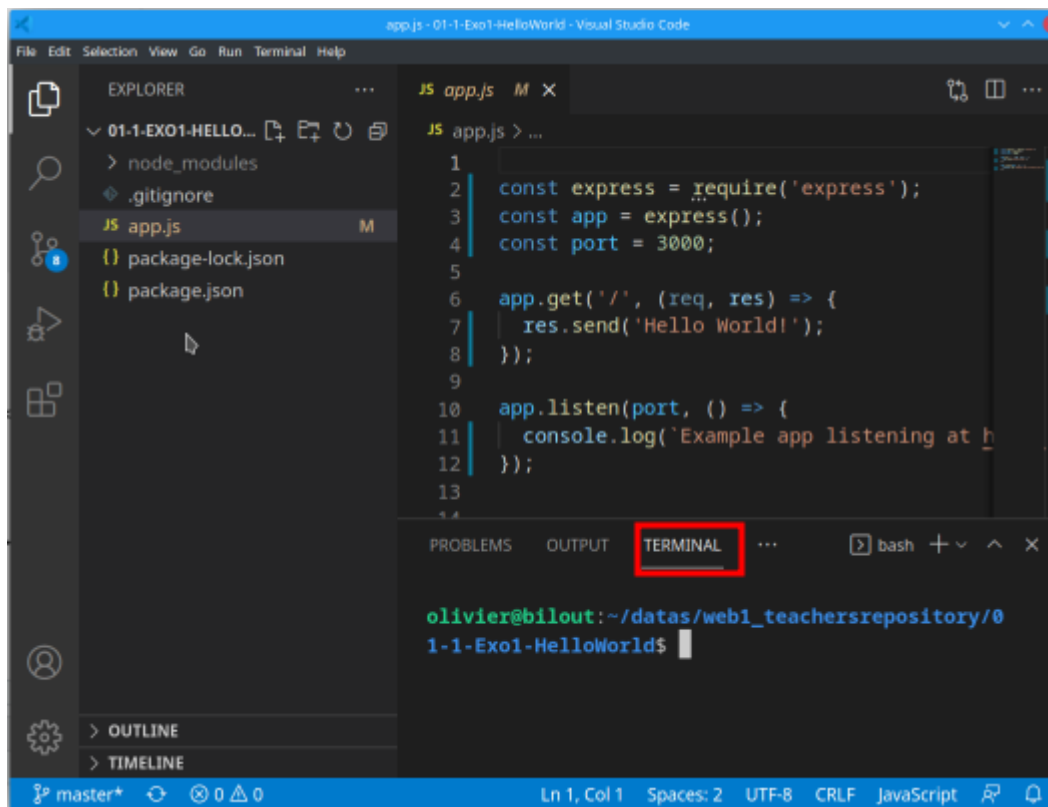 app.js - 01-1-Exo1-HelloWorld - Visual Studio Code
File Edit Selection View Go Run Terminal Help
EXPLORER ...
01-1-EXO1-HELLO...
node_modules
.gitignore
JS app.js M
{} package-lock.json
{} package.json
OUTLINE
TIMELINE
8
JS app.js M
JS app.js > ...
1
2 const express = require('express');
3 const app = express();
4 const port = 3000;
5
6 app.get('/', (req, res) => {
7 res.send('Hello World!');
8 });
9
10 app.listen(port, () => {
11 console.log(`Example app listening at h
12 });
13
14
PROBLEMS OUTPUT TERMINAL ... bash
olivier@bilout:~/datas/web1_teachersrepository/0
1-1-Exo1-HelloWorld$
master* 0 0 Ln 1, Col 1 Spaces: 2 UTF-8 CRLF JavaScript